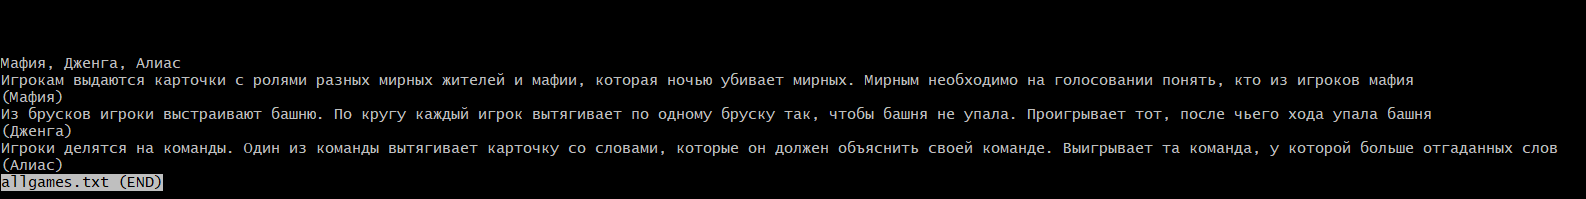 Мафия, Дженга, Алиас
Игрокам выдаются карточки с ролями разных мирных жителей и мафии, которая ночью убивает мирных. Мирным необходимо на голосовании понять, кто из игроков мафия
(Мафия)
Из брусков игроки выстраивают башню. По кругу каждый игрок вытягивает по одному бруску так, чтобы башня не упала. Проигрывает тот, после чьего хода упала башня
(Дженга)
Игроки делятся на команды. Один из команды вытягивает карточку со словами, которые он должен объяснить своей команде. Выигрывает та команда, у которой больше отгаданных слов
(Алиас)
allgames.txt (END)